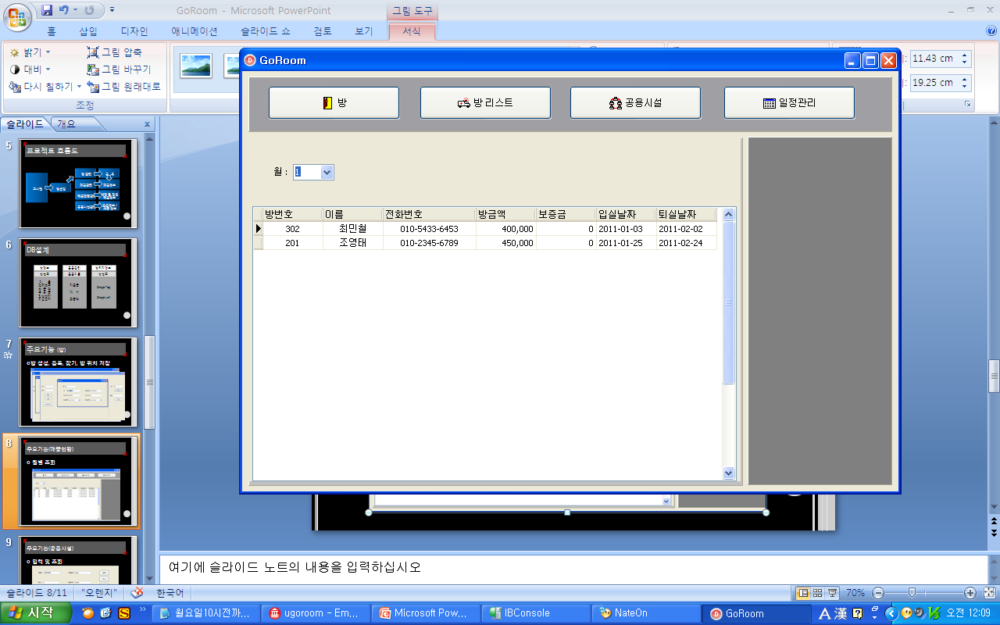 GoRoom - Microsoft PowerPoint
그림 도구
홈 삽입 디자인 애니메이션 슬라이드 쇼 검토 보기 서식
밝기 그림 압축
대비 그림 바꾸기
다시 칠하기 그림 원래대로
조정
11.43 cm
19.25 cm
GoRoom
방 방 리스트 공용시설 일정관리
월 : 1
방번호 이름 전화번호 방금액 보증금 입실날짜 퇴실날짜
302 최민철 010-5433-6453 400,000 0 2011-01-03 2011-02-02
201 조영태 010-2345-6789 450,000 0 2011-01-25 2011-02-24
슬라이드 개요 x
5
프로젝트 흐름도
6
DB설계
7
주요기능 (방)
방 생성, 등록, 찾기, 방 위치 저장
8
주요기능(매출현황)
월별 조회
9
주요기능(공용시설)
입력 및 조회
여기에 슬라이드 노트의 내용을 입력하십시오
슬라이드 8/11 "오렌지" 한국어 70%
시작 월요일10시전까... ugoroom - Em... Microsoft Pow... IBConsole NateOn GoRoom A 漢 오전 12:09